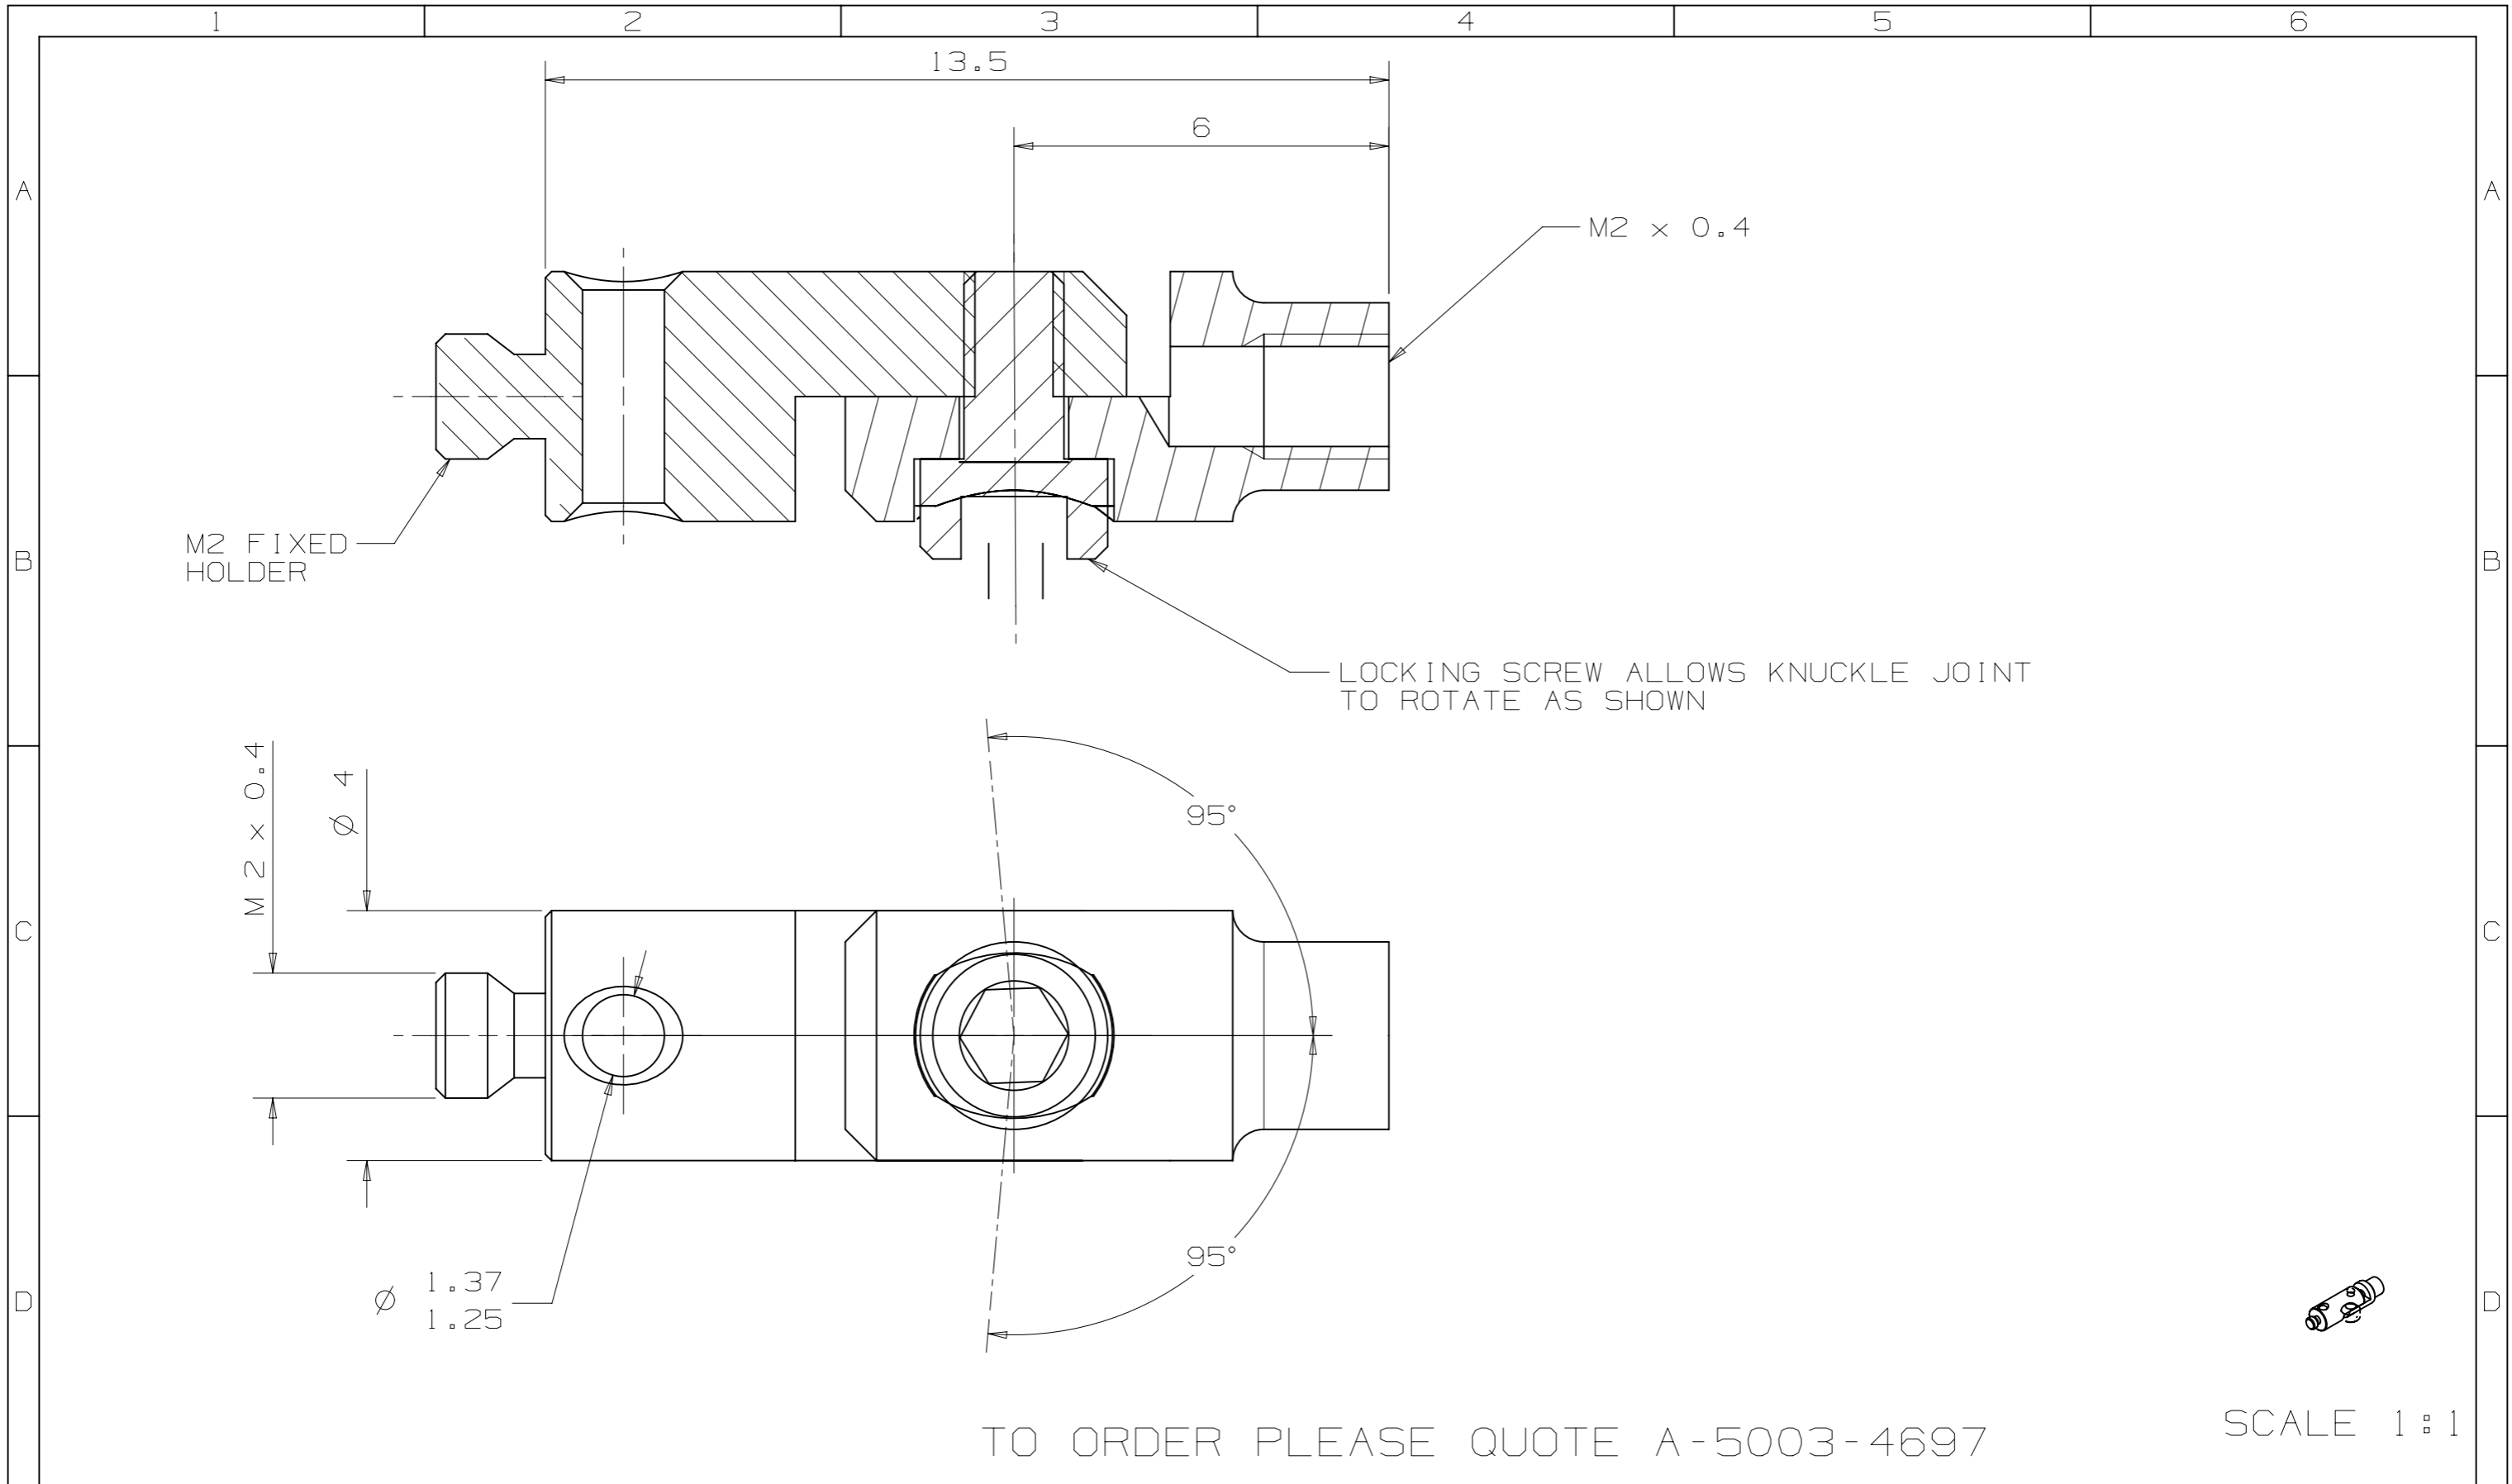 1 2 3 4 5 6
13.5
6
A A
M2 x 0.4
M2 FIXED
HOLDER
B B
LOCKING SCREW ALLOWS KNUCKLE JOINT
TO ROTATE AS SHOWN
M 2 x 0.4
Ø 4
95°
C C
95°
Ø 1.37
1.25
D D
SCALE 1:1
TO ORDER PLEASE QUOTE A-5003-4697